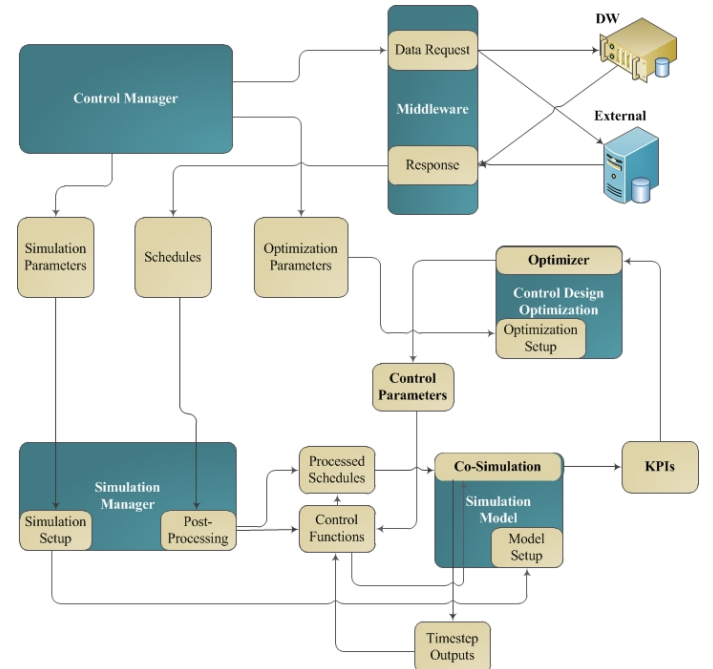 DW
Data Request
Control Manager
Middleware
External
Response
Simulation
Parameters
Schedules
Optimization
Parameters
Optimizer
Control Design
Optimization
Optimization
Setup
Control
Parameters
Processed
Schedules
Co-Simulation
KPIs
Simulation
Manager
Simulation
Model
Simulation
Setup
Post-
Processing
Control
Functions
Model
Setup
Timestep
Outputs